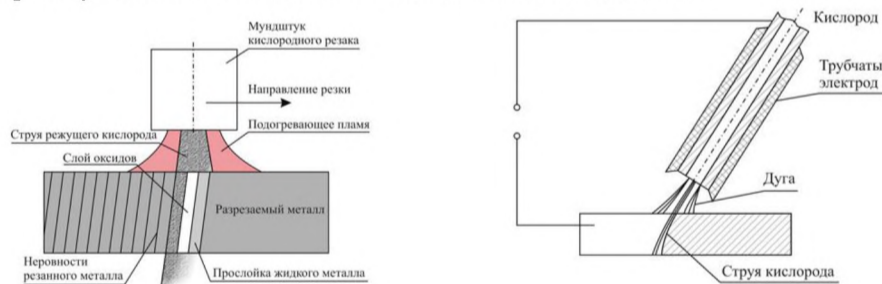 Мундштук
кислородного резака
Направление резки
Струя режущего кислорода
Подогревающее пламя
Слой оксидов
Разрезаемый металл
Неровности
резанного металла
Прослойка жидкого металла
Кислород
Трубчаты
электрод
Дуга
Струя кислорода